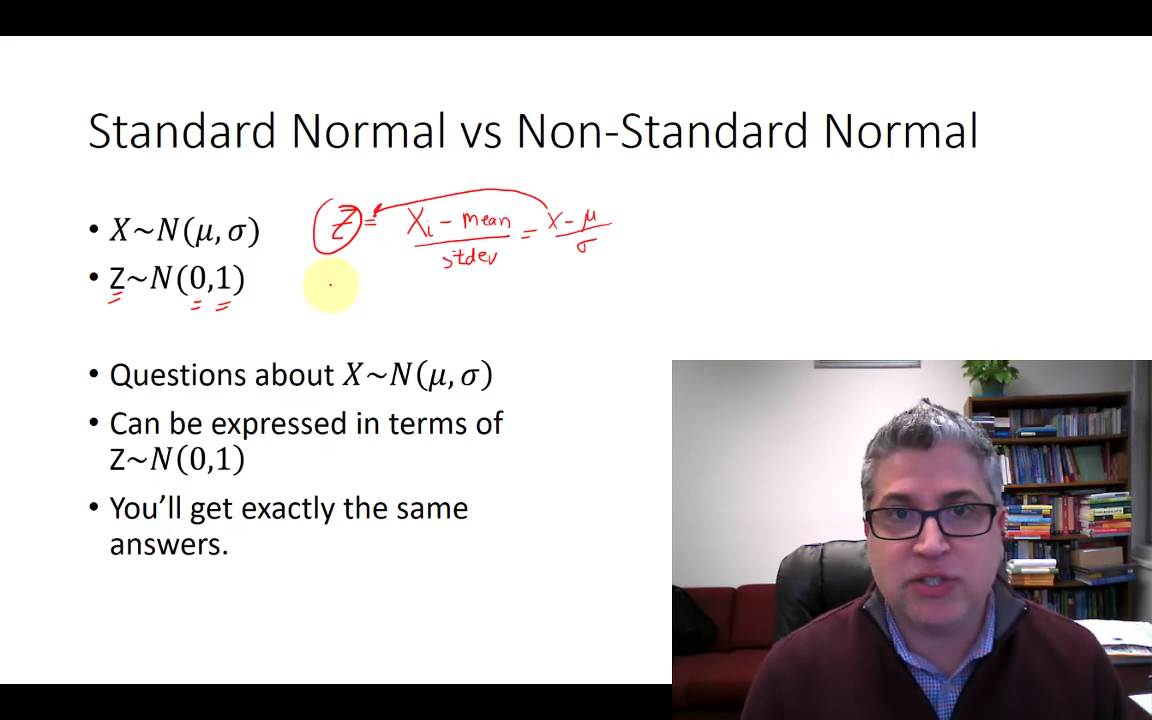 Standard Normal vs Non-Standard Normal
• X~N(μ, σ)
Z = Xi - mean / stdev = X - μ / σ
• Z~N(0,1)
• Questions about X~N(μ, σ)
• Can be expressed in terms of
Z~N(0,1)
• You'll get exactly the same
answers.